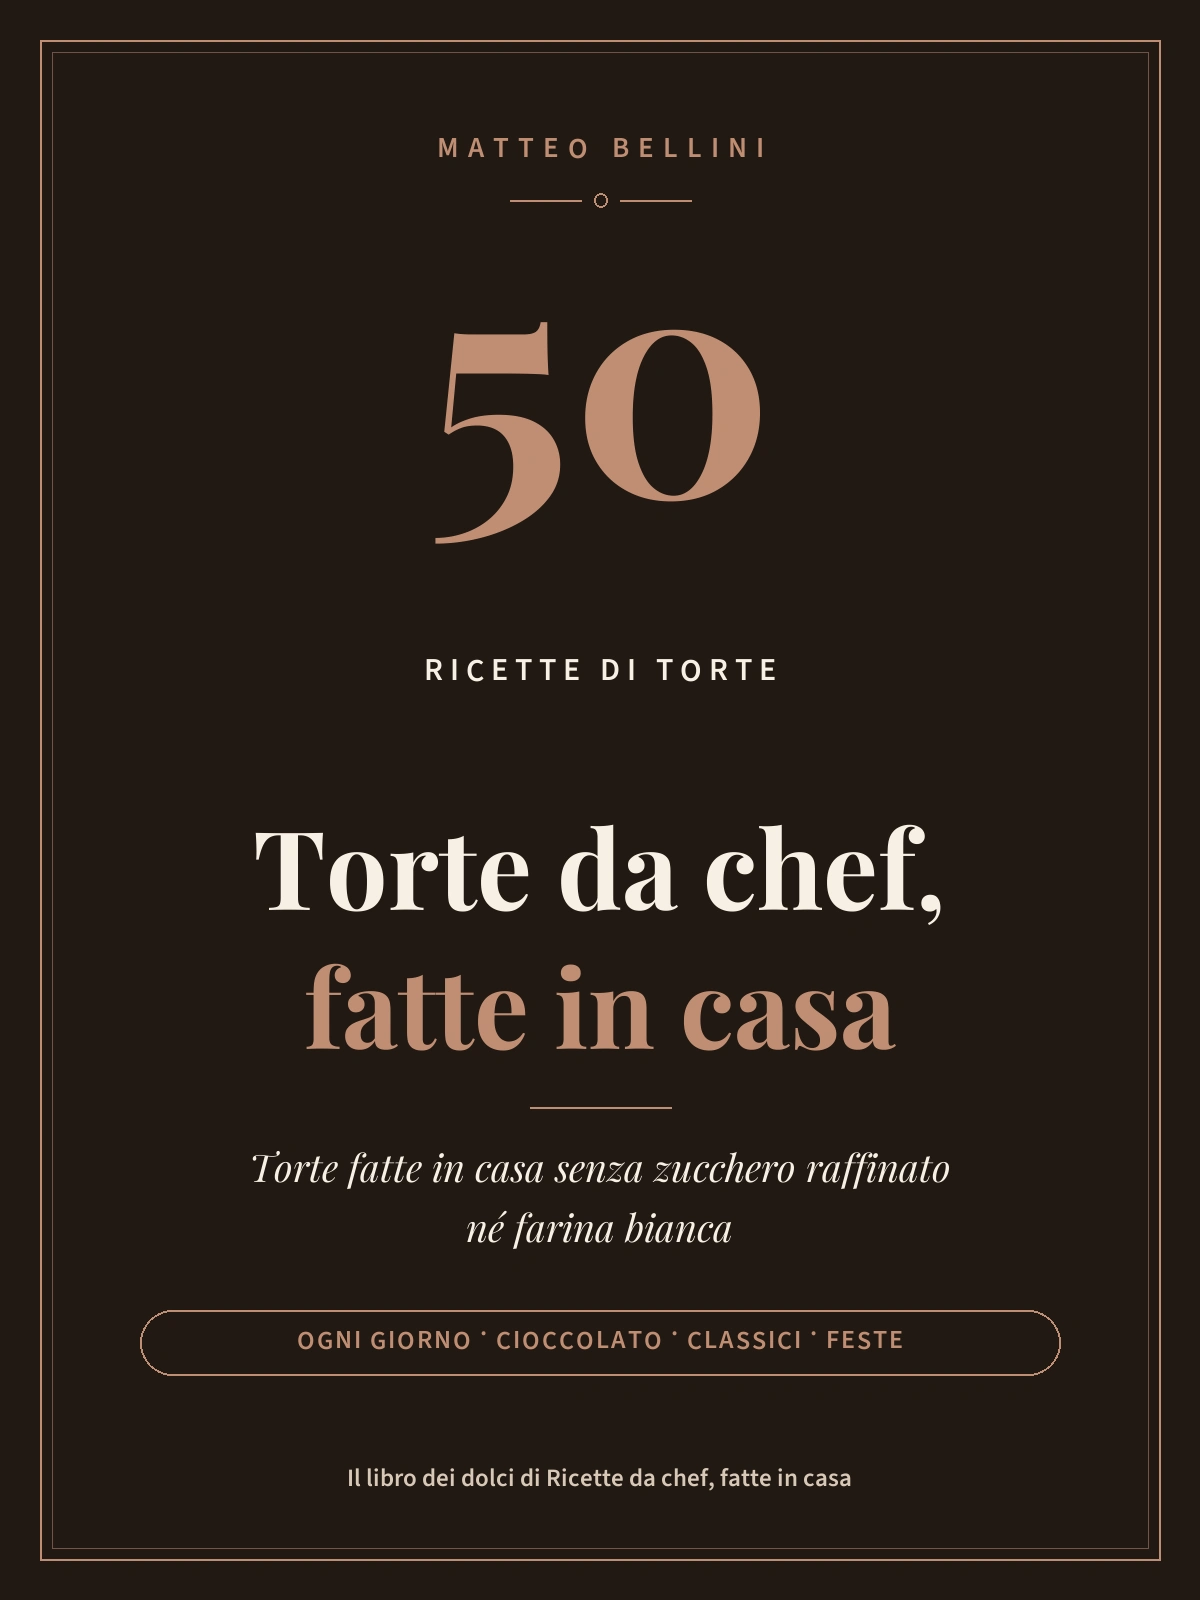 MATTEO BELLINI
50
RICETTE DI TORTE
Torte da chef,
fatte in casa
Torte fatte in casa senza zucchero raffinato
né farina bianca
OGNI GIORNO · CIOCCOLATO · CLASSICI · FESTE
Il libro dei dolci di Ricette da chef, fatte in casa